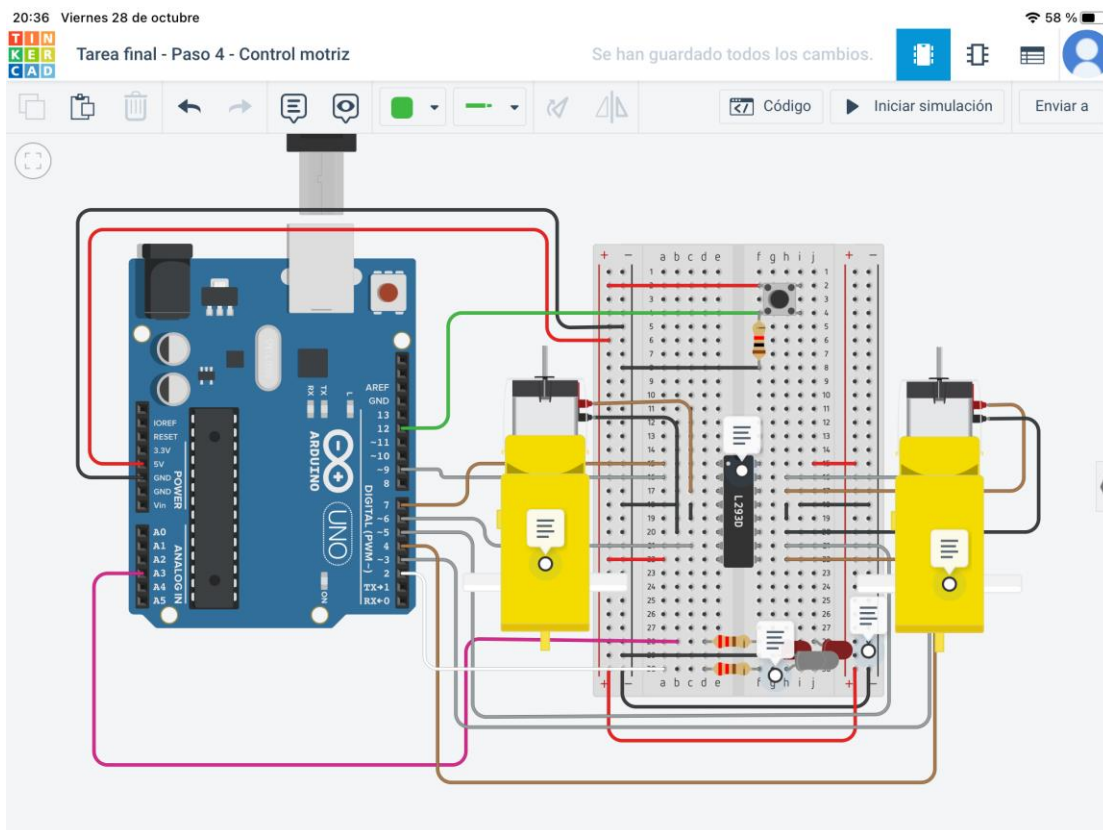 20:36 Viernes 28 de octubre
58 %
TIN
KER
CAD
Tarea final - Paso 4 - Control motriz
Se han guardado todos los cambios.
Código
Iniciar simulación
Enviar a
AREF
GND
13
12
~11
~10
~9
8
7
~6
~5
4
~3
2
TX→1
RX←0
DIGITAL (PWM~)
IOREF
RESET
3.3V
5V
GND
GND
Vin
POWER
A0
A1
A2
A3
A4
A5
ANALOG IN
RX
TX
L
ARDUINO
UNO
ON
+ − a b c d e f g h i j + −
L293D
+ − a b c d e f g h i j + −